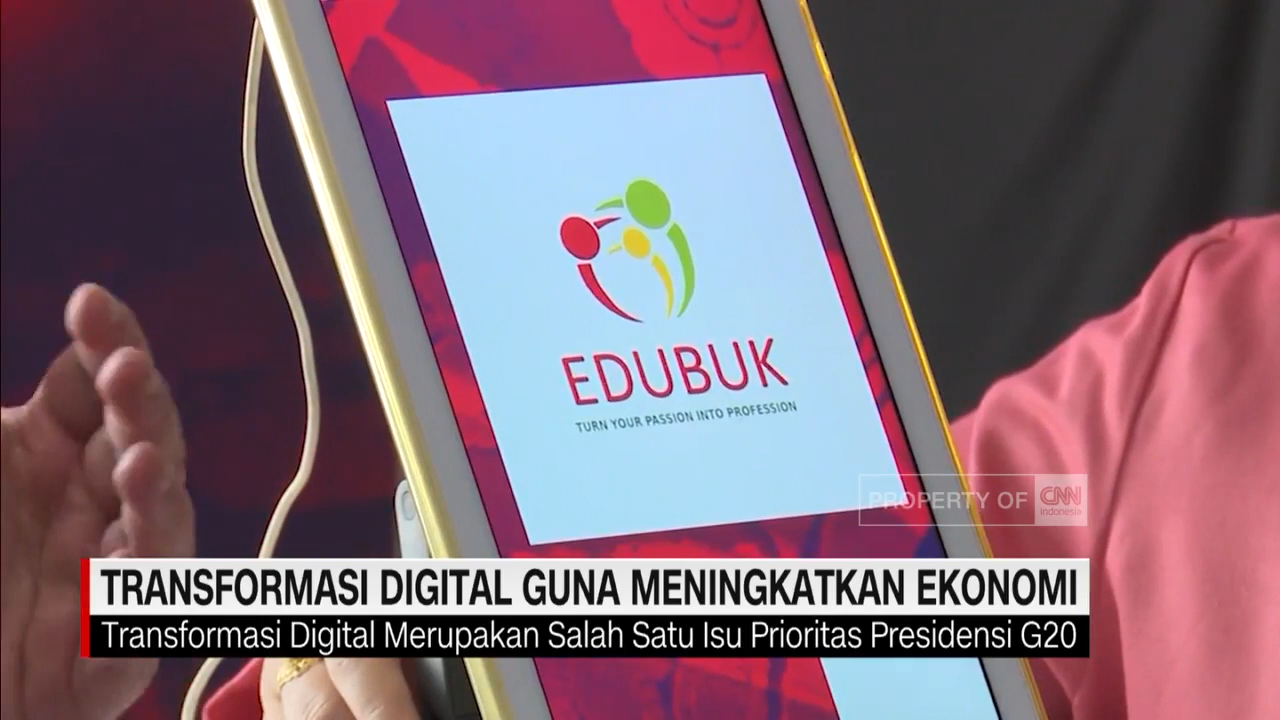 EDUBUK
TURN YOUR PASSION INTO PROFESSION
PROPERTY OF CNN Indonesia
TRANSFORMASI DIGITAL GUNA MENINGKATKAN EKONOMI
Transformasi Digital Merupakan Salah Satu Isu Prioritas Presidensi G20